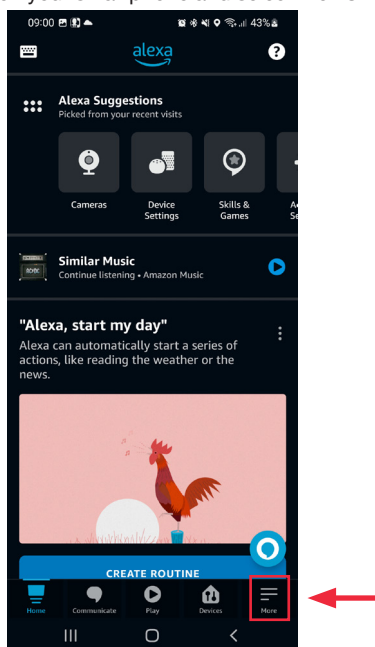 09:00
43%
alexa
?
Alexa Suggestions
Picked from your recent visits
Cameras
Device
Settings
Skills &
Games
Similar Music
Continue listening • Amazon Music
"Alexa, start my day"
Alexa can automatically start a series of
actions, like reading the weather or the
news.
CREATE ROUTINE
Home
Communicate
Play
Devices
More